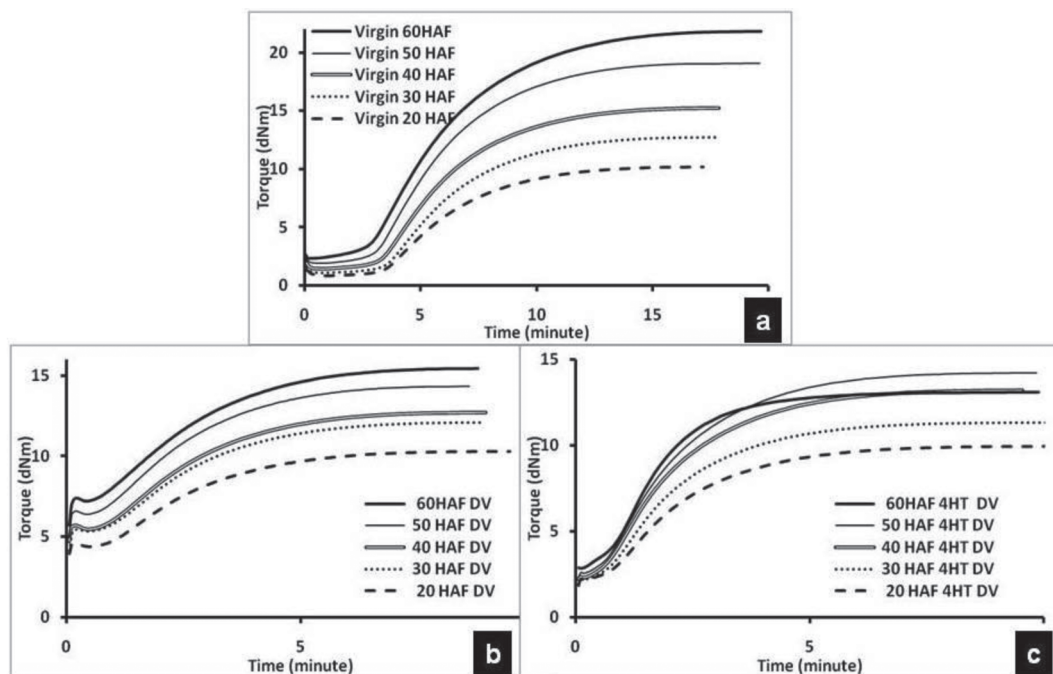 Virgin 60HAF
Virgin 50 HAF
Virgin 40 HAF
Virgin 30 HAF
Virgin 20 HAF
Torque (dNm)
20
15
10
5
0
0 5 10 15
Time (minute)
a
Torque (dNm)
15
10
5
0
60HAF DV
50 HAF DV
40 HAF DV
30 HAF DV
20 HAF DV
0 5
Time (minute)
b
Torque (dNm)
15
10
5
0
60HAF 4HT DV
50 HAF 4HT DV
40 HAF 4HT DV
30 HAF 4HT DV
20 HAF 4HT DV
0 5 10
Time (minute)
c